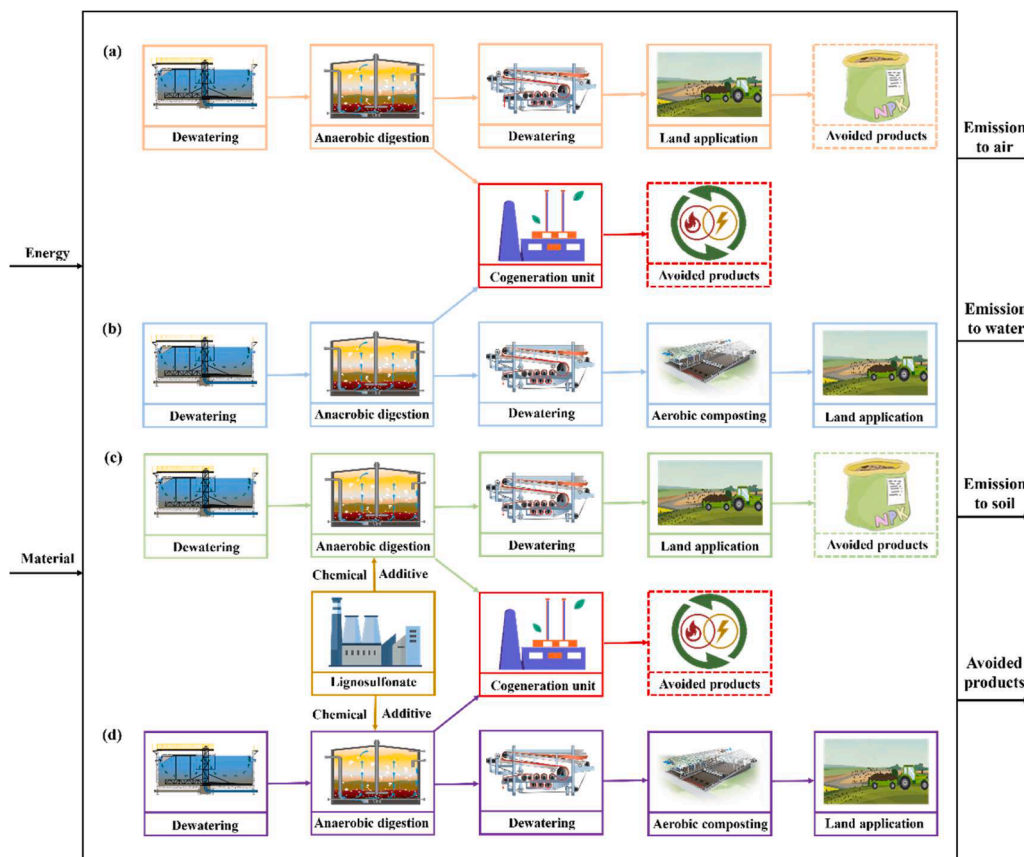 (a)
Dewatering
Anaerobic digestion
Dewatering
Land application
NPK
Avoided products
Emission
to air
Cogeneration unit
Avoided products
Energy
(b)
Dewatering
Anaerobic digestion
Dewatering
Aerobic composting
Land application
Emission
to water
(c)
Dewatering
Anaerobic digestion
Dewatering
Land application
NPK
Avoided products
Emission
to soil
Material
Chemical Additive
Lignosulfonate
Cogeneration unit
Avoided products
Avoided
products
Chemical Additive
(d)
Dewatering
Anaerobic digestion
Dewatering
Aerobic composting
Land application